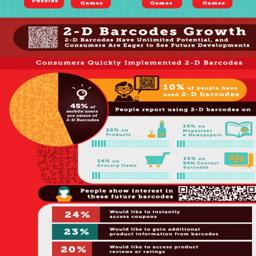 Puzzles
Games
Games
Games
2-D Barcodes Growth
2-D Barcodes Have Unlimited Potential, and
Consumers Are Eager to See Future Developments
Consumers Quickly Implemented 2-D Barcodes
45% of
mobile users
are aware of
2-D Barcodes
10% of people have
used 2-D barcodes
People report using 2-D barcodes on
22% on
Products
14% on
Magazines
& Newspapers
14% on
Grocery Items
14% on
B2M Contact
Barcodes
People show interest in
these future barcodes
24% Would like to instantly
access coupons
23% Would like to gain additional
product information from barcodes
20% Would like to access product
reviews or ratings